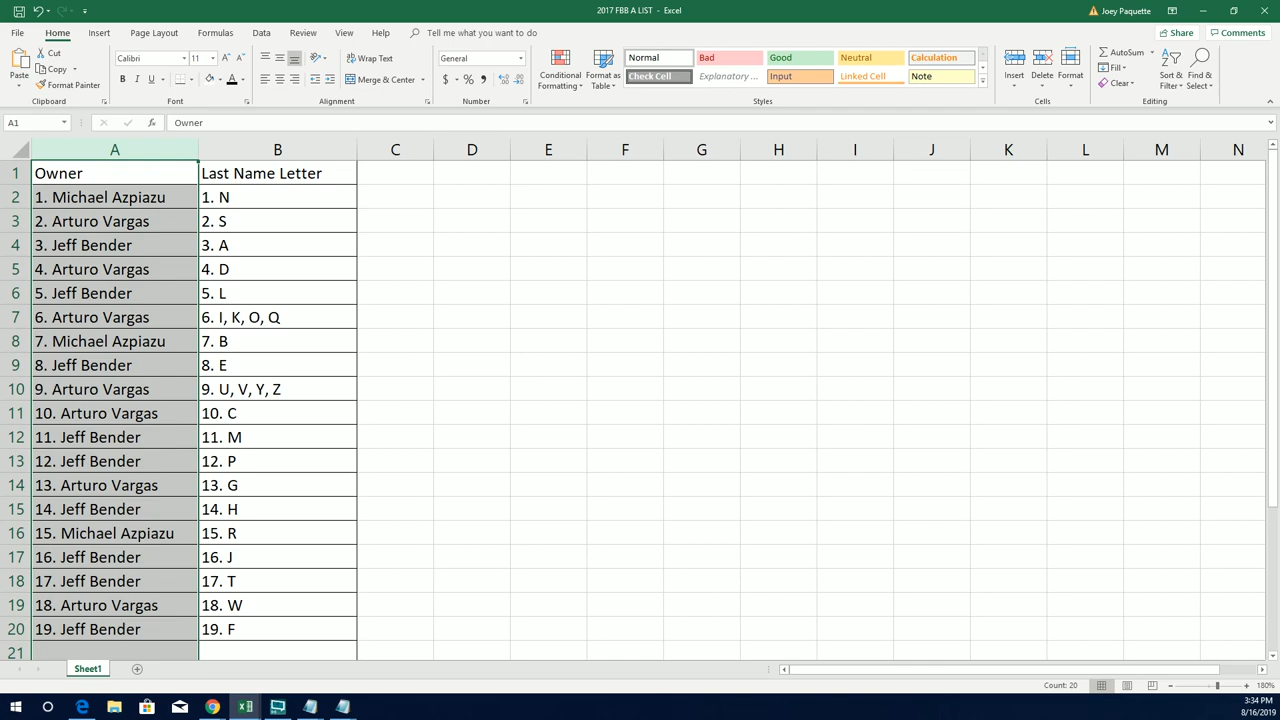 2017 FBB A LIST - Excel
Joey Paquette
File Home Insert Page Layout Formulas Data Review View Help Tell me what you want to do
Share Comments
Paste Cut Copy Format Painter Clipboard
Calibri 11 B I U A Font
Wrap Text Merge & Center Alignment
General $ % , Number
Conditional Formatting Format as Table
Normal Bad Good Neutral Calculation
Check Cell Explanatory ... Input Linked Cell Note
Styles
Insert Delete Format Cells
AutoSum Fill Clear Sort & Filter Find & Select Editing
A1 fx Owner
A B C D E F G H I J K L M N
1 Owner Last Name Letter
2 1. Michael Azpiazu 1. N
3 2. Arturo Vargas 2. S
4 3. Jeff Bender 3. A
5 4. Arturo Vargas 4. D
6 5. Jeff Bender 5. L
7 6. Arturo Vargas 6. I, K, O, Q
8 7. Michael Azpiazu 7. B
9 8. Jeff Bender 8. E
10 9. Arturo Vargas 9. U, V, Y, Z
11 10. Arturo Vargas 10. C
12 11. Jeff Bender 11. M
13 12. Jeff Bender 12. P
14 13. Arturo Vargas 13. G
15 14. Jeff Bender 14. H
16 15. Michael Azpiazu 15. R
17 16. Jeff Bender 16. J
18 17. Jeff Bender 17. T
19 18. Arturo Vargas 18. W
20 19. Jeff Bender 19. F
21
Sheet1
Count: 20 180%
3:34 PM
8/16/2019